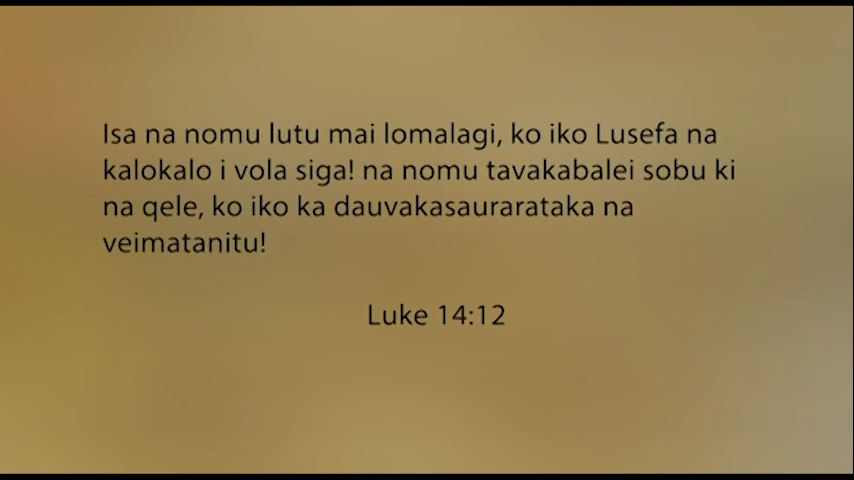 Isa na nomu lutu mai lomalagi, ko iko Lusefa na
kalokalo i vola siga! na nomu tavakabalei sobu ki
na qele, ko iko ka dauvakasaurarataka na
veimatanitu!
Luke 14:12